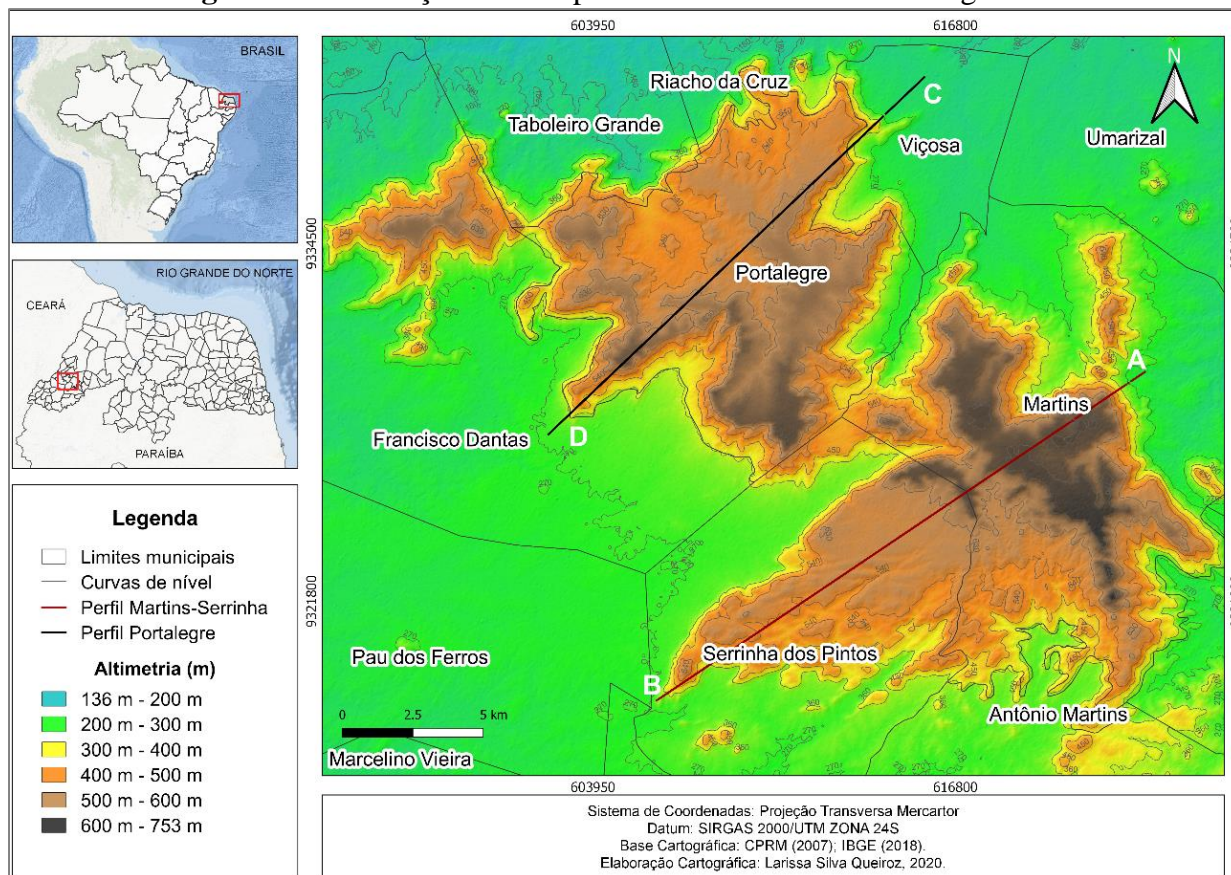 603950 616800
BRASIL
RIO GRANDE DO NORTE
CEARÁ
PARAÍBA
Legenda
Limites municipais
Curvas de nível
Perfil Martins-Serrinha
Perfil Portalegre
Altimetria (m)
136 m - 200 m
200 m - 300 m
300 m - 400 m
400 m - 500 m
500 m - 600 m
600 m - 753 m
9334500
9321800
N
Riacho da Cruz
C
Taboleiro Grande
Viçosa
Umarizal
Portalegre
A
Martins
Francisco Dantas
D
Pau dos Ferros
Serrinha dos Pintos
B
Antônio Martins
0 2.5 5 km
Marcelino Vieira
603950 616800
Sistema de Coordenadas: Projeção Transversa Mercartor
Datum: SIRGAS 2000/UTM ZONA 24S
Base Cartográfica: CPRM (2007); IBGE (2018).
Elaboração Cartográfica: Larissa Silva Queiroz, 2020.